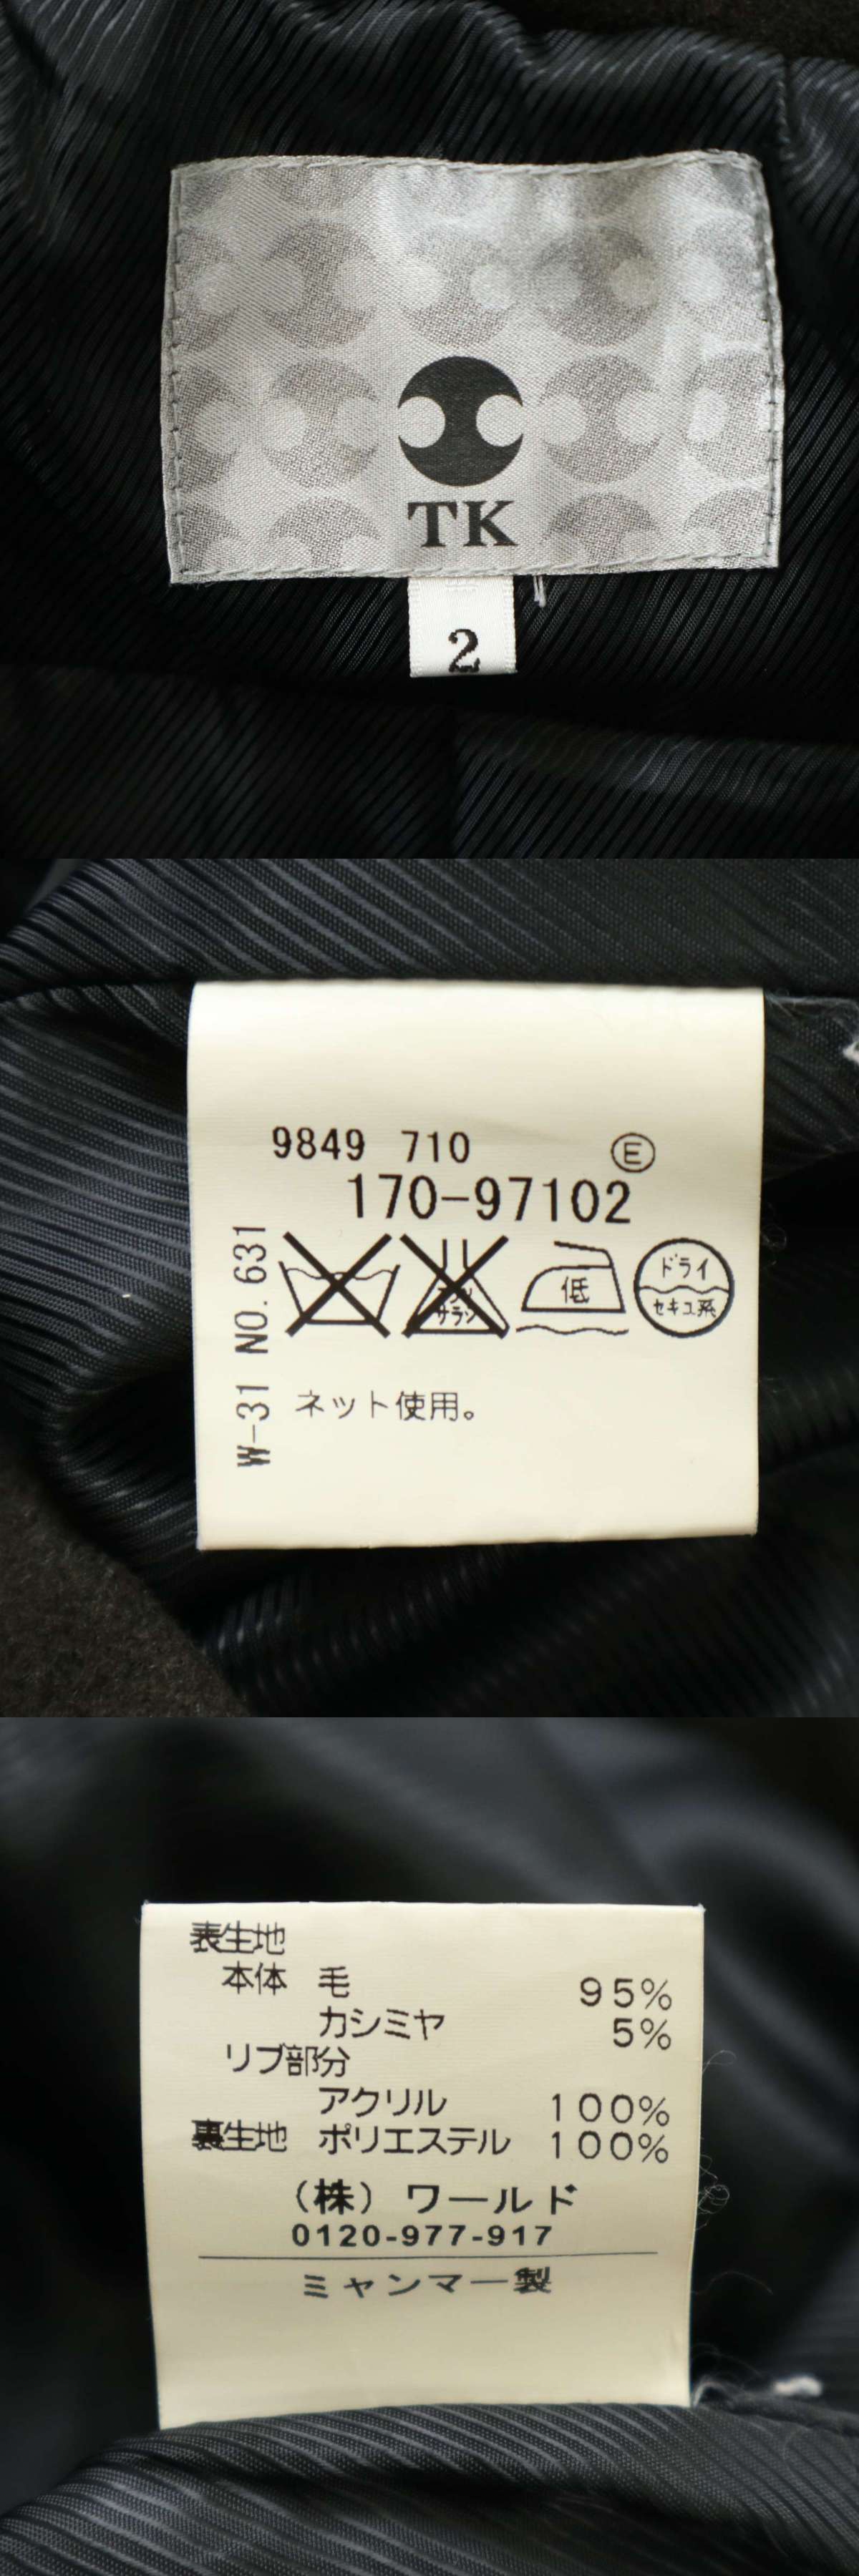 TK
2
9849 710 Ⓔ
170-97102
W-31 NO. 631
低
ドライ
セキユ系
ネット使用。
表生地
本体 毛 95%
カシミヤ 5%
リブ部分
アクリル 100%
裏生地 ポリエステル 100%
(株)ワールド
0120-977-917
ミャンマー製